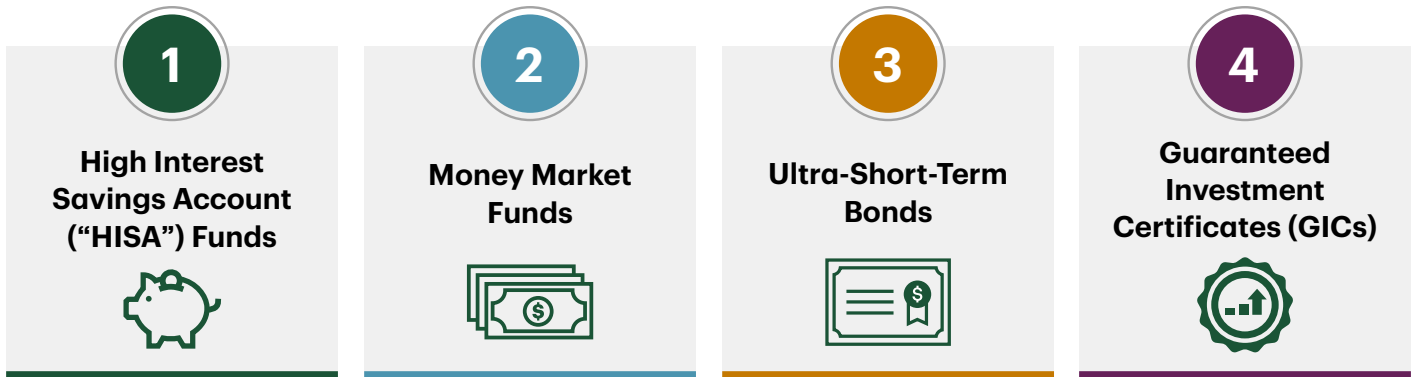 1
High Interest
Savings Account
(“HISA”) Funds
2
Money Market
Funds
$
3
Ultra-Short-Term
Bonds
$
4
Guaranteed
Investment
Certificates (GICs)